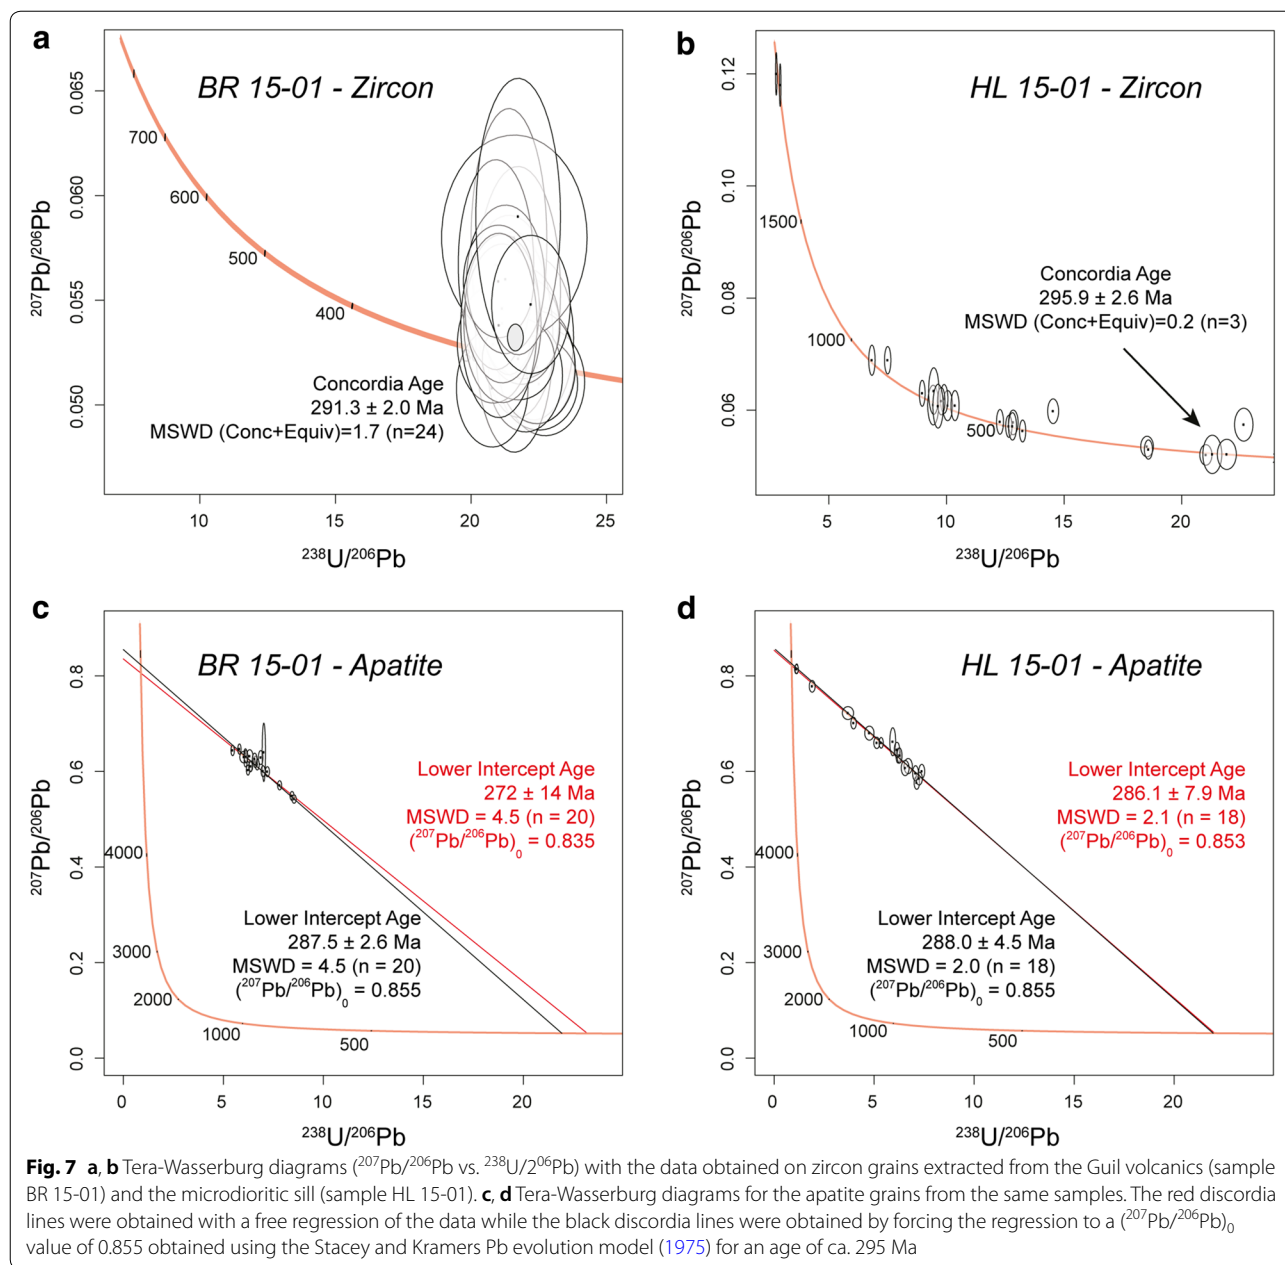 a
BR 15-01 - Zircon
0.065
0.060
0.055
0.050
207Pb/206Pb
700
600
500
400
Concordia Age
291.3 ± 2.0 Ma
MSWD (Conc+Equiv)=1.7 (n=24)
10
15
20
25
238U/206Pb
b
HL 15-01 - Zircon
0.12
0.10
0.08
0.06
207Pb/206Pb
1500
1000
500
Concordia Age
295.9 ± 2.6 Ma
MSWD (Conc+Equiv)=0.2 (n=3)
5
10
15
20
238U/206Pb
c
BR 15-01 - Apatite
0.8
0.6
0.4
0.2
0.0
207Pb/206Pb
4000
3000
2000
1000
500
Lower Intercept Age
272 ± 14 Ma
MSWD = 4.5 (n = 20)
(207Pb/206Pb)0 = 0.835
Lower Intercept Age
287.5 ± 2.6 Ma
MSWD = 4.5 (n = 20)
(207Pb/206Pb)0 = 0.855
0
5
10
15
20
238U/206Pb
d
HL 15-01 - Apatite
0.8
0.6
0.4
0.2
0.0
207Pb/206Pb
4000
3000
2000
1000
500
Lower Intercept Age
286.1 ± 7.9 Ma
MSWD = 2.1 (n = 18)
(207Pb/206Pb)0 = 0.853
Lower Intercept Age
288.0 ± 4.5 Ma
MSWD = 2.0 (n = 18)
(207Pb/206Pb)0 = 0.855
0
5
10
15
20
238U/206Pb
Fig. 7 a, b Tera-Wasserburg diagrams (207Pb/206Pb vs. 238U/206Pb) with the data obtained on zircon grains extracted from the Guil volcanics (sample
BR 15-01) and the microdioritic sill (sample HL 15-01). c, d Tera-Wasserburg diagrams for the apatite grains from the same samples. The red discordia
lines were obtained with a free regression of the data while the black discordia lines were obtained by forcing the regression to a (207Pb/206Pb)0
value of 0.855 obtained using the Stacey and Kramers Pb evolution model (1975) for an age of ca. 295 Ma